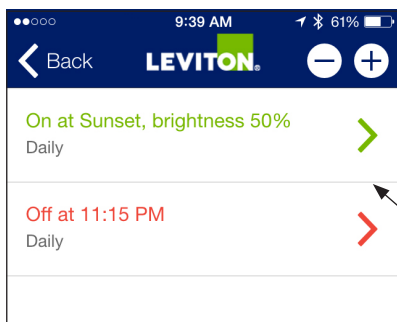 9:39 AM 61%
Back LEVITON®
On at Sunset, brightness 50%
Daily
Off at 11:15 PM
Daily